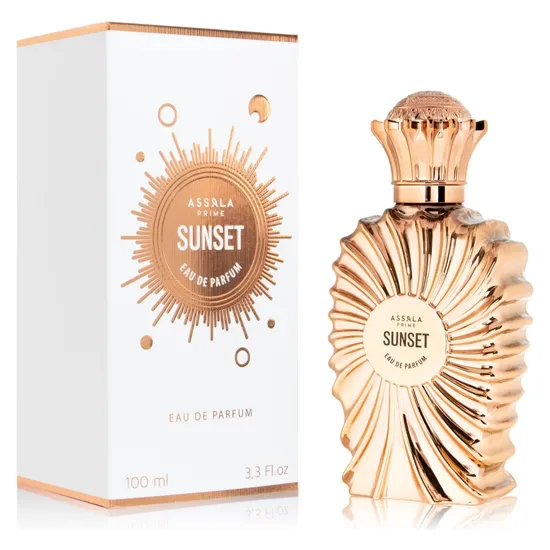 ASSALA
PRIME
SUNSET
EAU DE PARFUM
EAU DE PARFUM
100 ml
3,3 Fl.oz
ASSALA
PRIME
SUNSET
EAU DE PARFUM